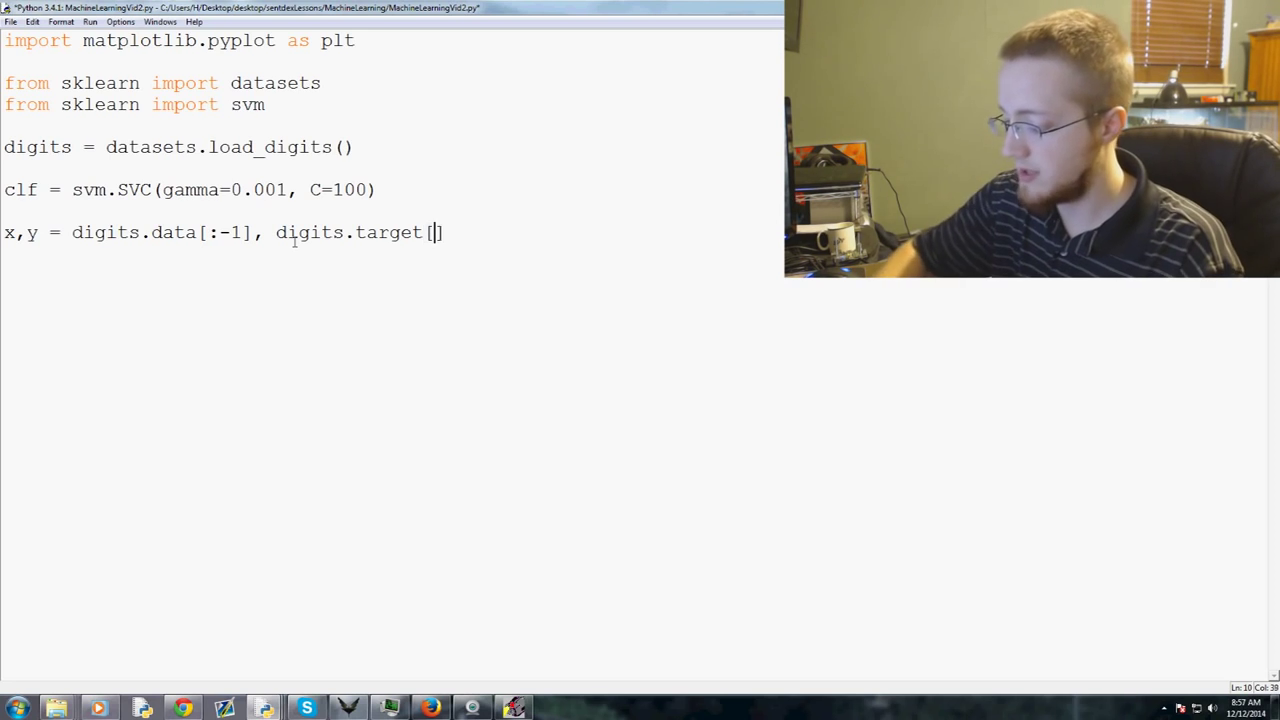 *Python 3.4.1: MachineLearningVid2.py - C:/Users/H/Desktop/desktop/sentdexLessons/MachineLearning/MachineLearningVid2.py*
File Edit Format Run Options Windows Help
import matplotlib.pyplot as plt
from sklearn import datasets
from sklearn import svm
digits = datasets.load_digits()
clf = svm.SVC(gamma=0.001, C=100)
x,y = digits.data[:-1], digits.target[]
Ln: 10 Col: 39
8:57 AM
12/12/2014